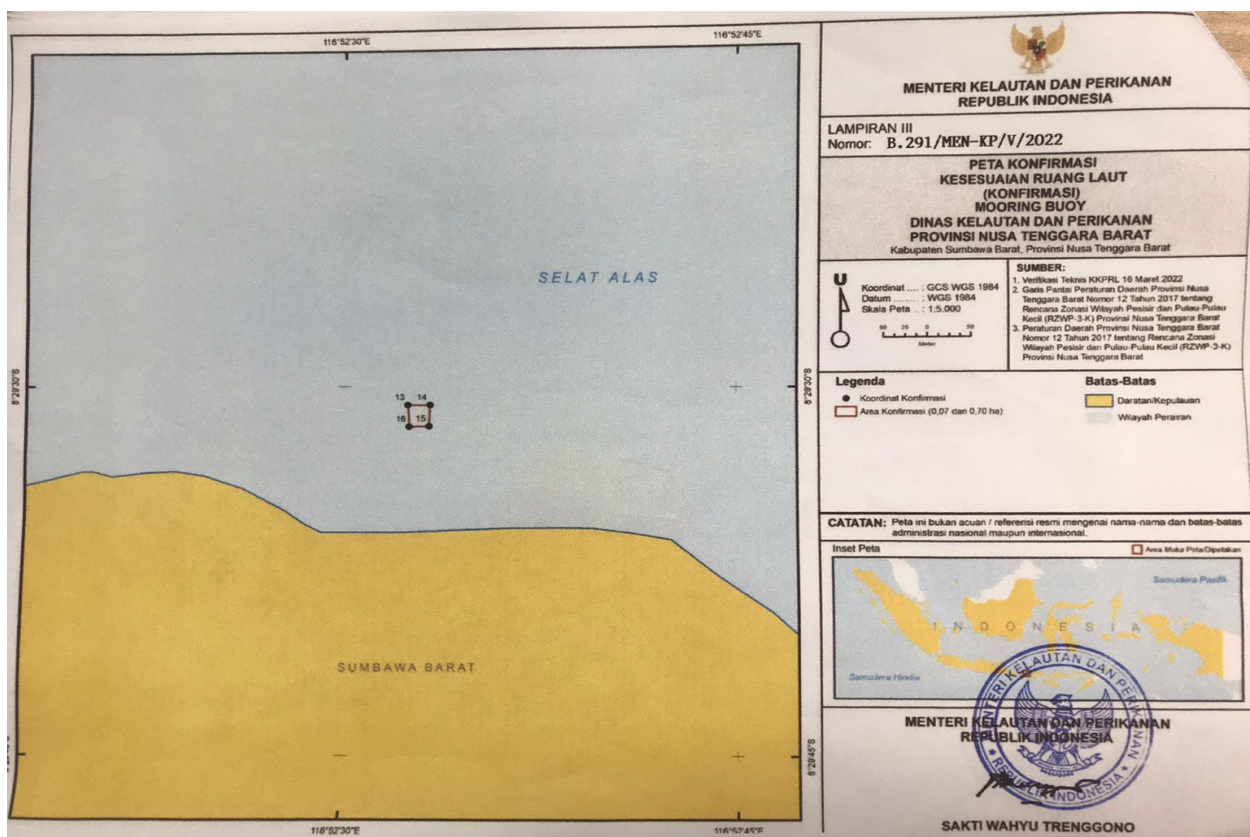 116°52'30"E
116°52'45"E
8°29'30"S
8°29'30"S
SELAT ALAS
13 14
16 15
SUMBAWA BARAT
8°29'45"S
116°52'30"E
116°52'45"E
MENTERI KELAUTAN DAN PERIKANAN
REPUBLIK INDONESIA
LAMPIRAN III
Nomor: B.291/MEN-KP/V/2022
PETA KONFIRMASI
KESESUAIAN RUANG LAUT
(KONFIRMASI)
MOORING BUOY
DINAS KELAUTAN DAN PERIKANAN
PROVINSI NUSA TENGGARA BARAT
Kabupaten Sumbawa Barat, Provinsi Nusa Tenggara Barat
U
Koordinat .... : GCS WGS 1984
Datum ......... : WGS 1984
Skala Peta .. : 1:5.000
50 25 0 50
Meter
SUMBER:
1. Verifikasi Teknis KKPRL 16 Maret 2022
2. Garis Pantai Peraturan Daerah Provinsi Nusa
Tenggara Barat Nomor 12 Tahun 2017 tentang
Rencana Zonasi Wilayah Pesisir dan Pulau-Pulau
Kecil (RZWP-3-K) Provinsi Nusa Tenggara Barat
3. Peraturan Daerah Provinsi Nusa Tenggara Barat
Nomor 12 Tahun 2017 tentang Rencana Zonasi
Wilayah Pesisir dan Pulau-Pulau Kecil (RZWP-3-K)
Provinsi Nusa Tenggara Barat
Legenda
Koordinat Konfirmasi
Area Konfirmasi (0,07 dari 0,70 ha)
Batas-Batas
Daratan/Kepulauan
Wilayah Perairan
CATATAN: Peta ini bukan acuan / referensi resmi mengenai nama-nama dan batas-batas
administrasi nasional maupun internasional.
Inset Peta
Area Muka Peta/Dipetakan
Samudera Pasifik
INDONESIA
Samudera Hindia
MENTERI KELAUTAN DAN PERIKANAN
REPUBLIK INDONESIA
MENTERI KELAUTAN DAN PERIKANAN
REPUBLIK INDONESIA
SAKTI WAHYU TRENGGONO